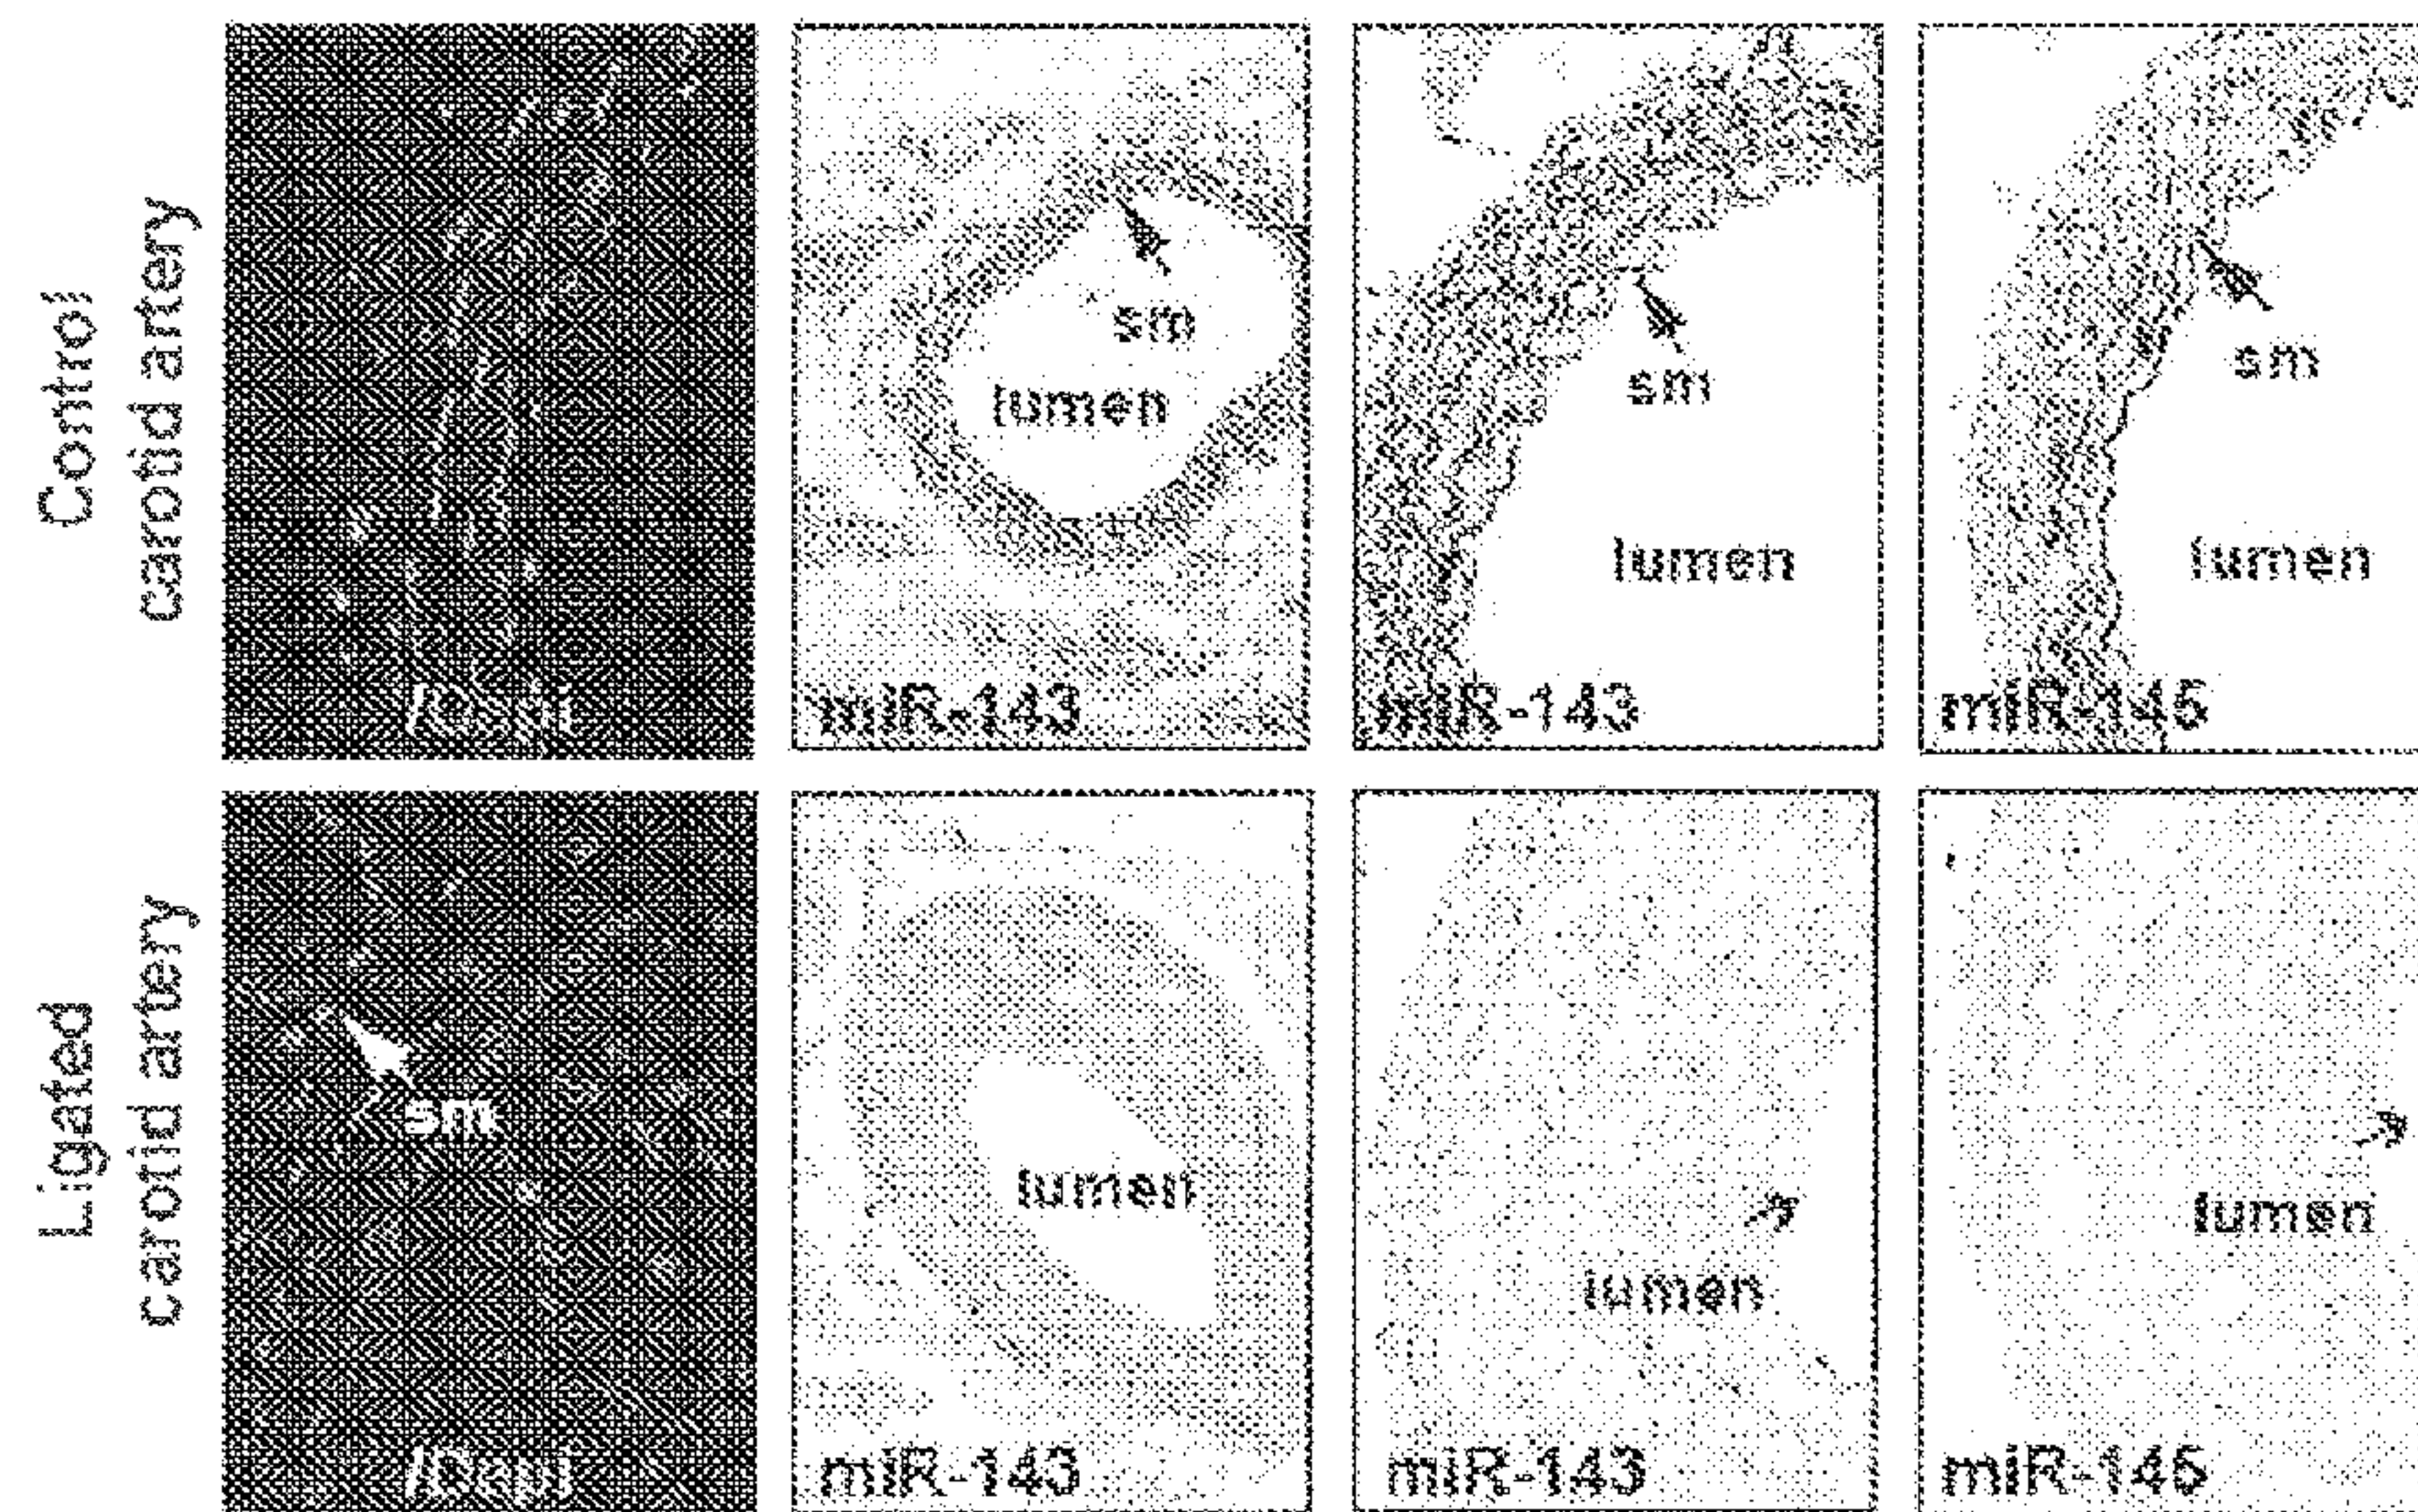 Control
carotid artery
sm
lumen
miR-143
sm
lumen
miR-143
sm
lumen
miR-145
Ligated
carotid artery
sm
/Dapi
lumen
miR-143
lumen
miR-143
lumen
miR-145